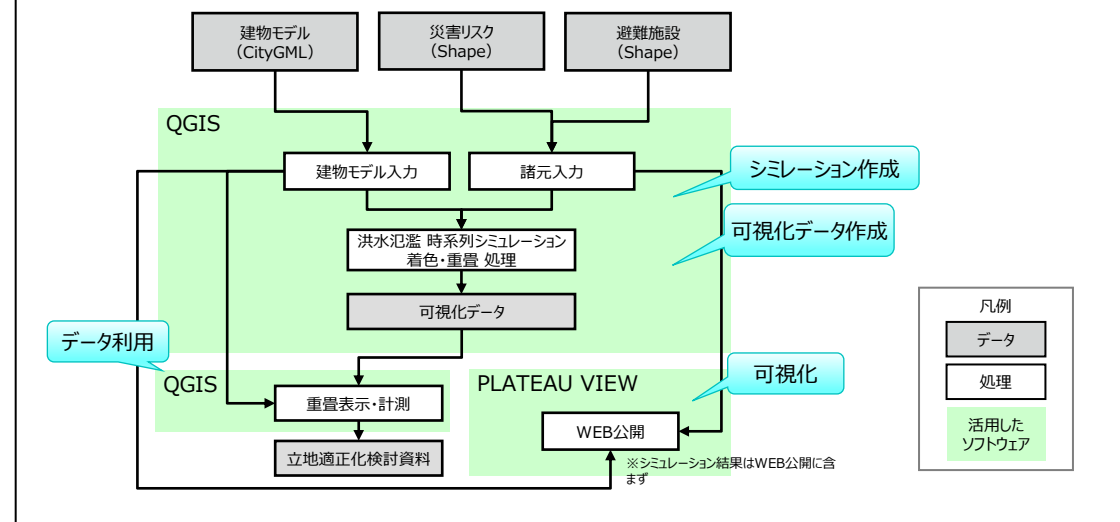 建物モデル
(CityGML)
災害リスク
(Shape)
避難施設
(Shape)
QGIS
建物モデル入力
諸元入力
シミレーション作成
可視化データ作成
洪水氾濫 時系列シミュレーション
着色・重畳 処理
可視化データ
データ利用
QGIS
重畳表示・計測
立地適正化検討資料
PLATEAU VIEW
可視化
WEB公開
※シミュレーション結果はWEB公開に含
まず
凡例
データ
処理
活用した
ソフトウェア